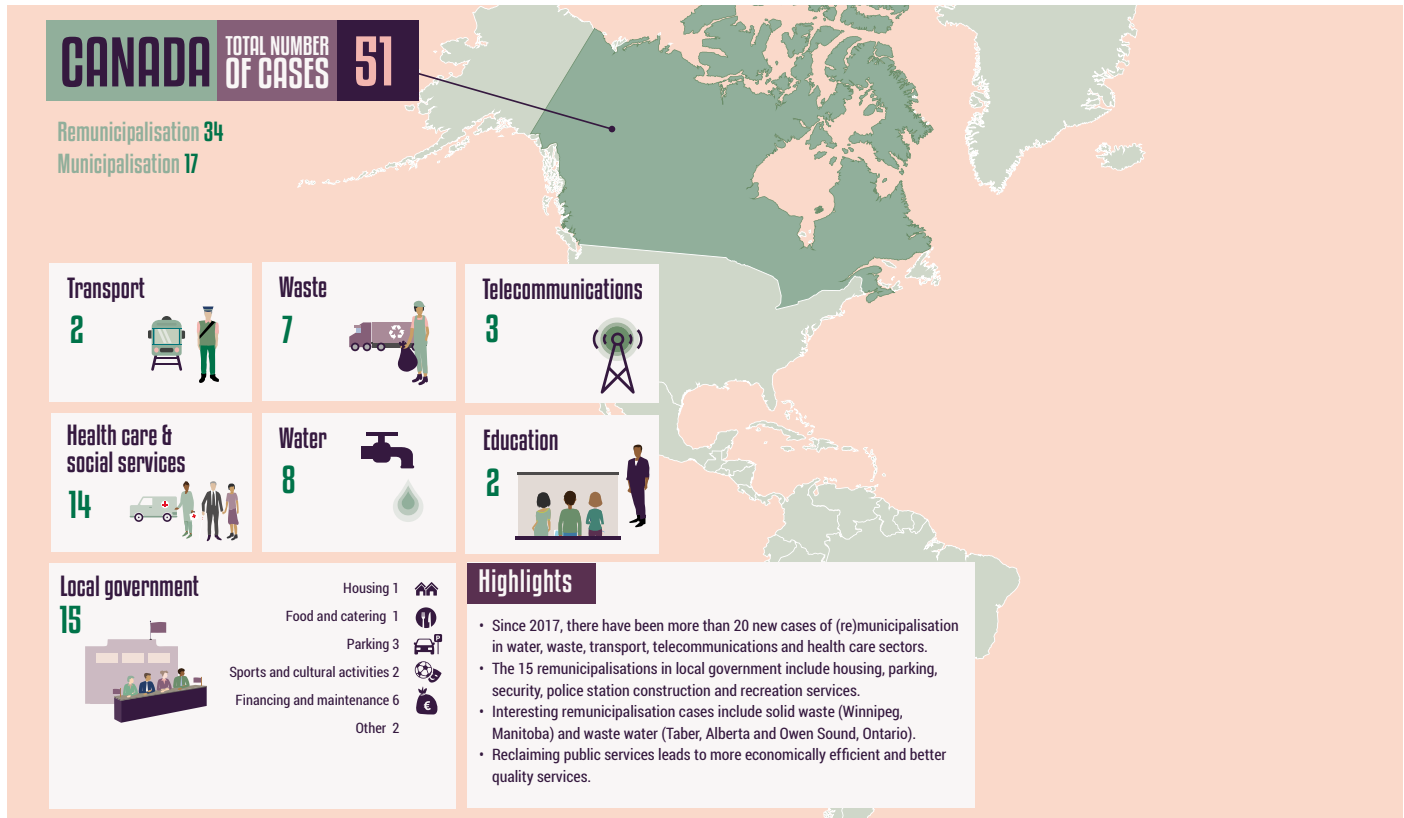 CANADA
TOTAL NUMBER
OF CASES
51
Remunicipalisation 34
Municipalisation 17
Transport
2
Waste
7
Telecommunications
3
Health care &
social services
14
Water
8
Education
2
Local government
15
Housing 1
Food and catering 1
Parking 3
P
Sports and cultural activities 2
Financing and maintenance 6
€
Other 2
Highlights
• Since 2017, there have been more than 20 new cases of (re)municipalisation
in water, waste, transport, telecommunications and health care sectors.
• The 15 remunicipalisations in local government include housing, parking,
security, police station construction and recreation services.
• Interesting remunicipalisation cases include solid waste (Winnipeg,
Manitoba) and waste water (Taber, Alberta and Owen Sound, Ontario).
• Reclaiming public services leads to more economically efficient and better
quality services.